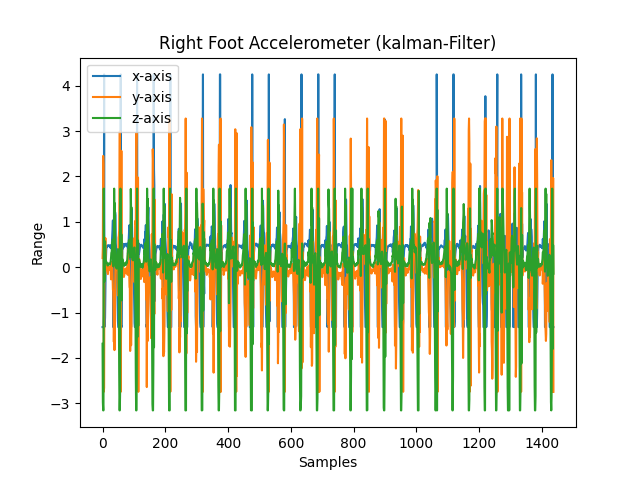 Right Foot Accelerometer (kalman-Filter)
x-axis
y-axis
z-axis
4
3
2
1
0
−1
−2
−3
Range
0 200 400 600 800 1000 1200 1400
Samples